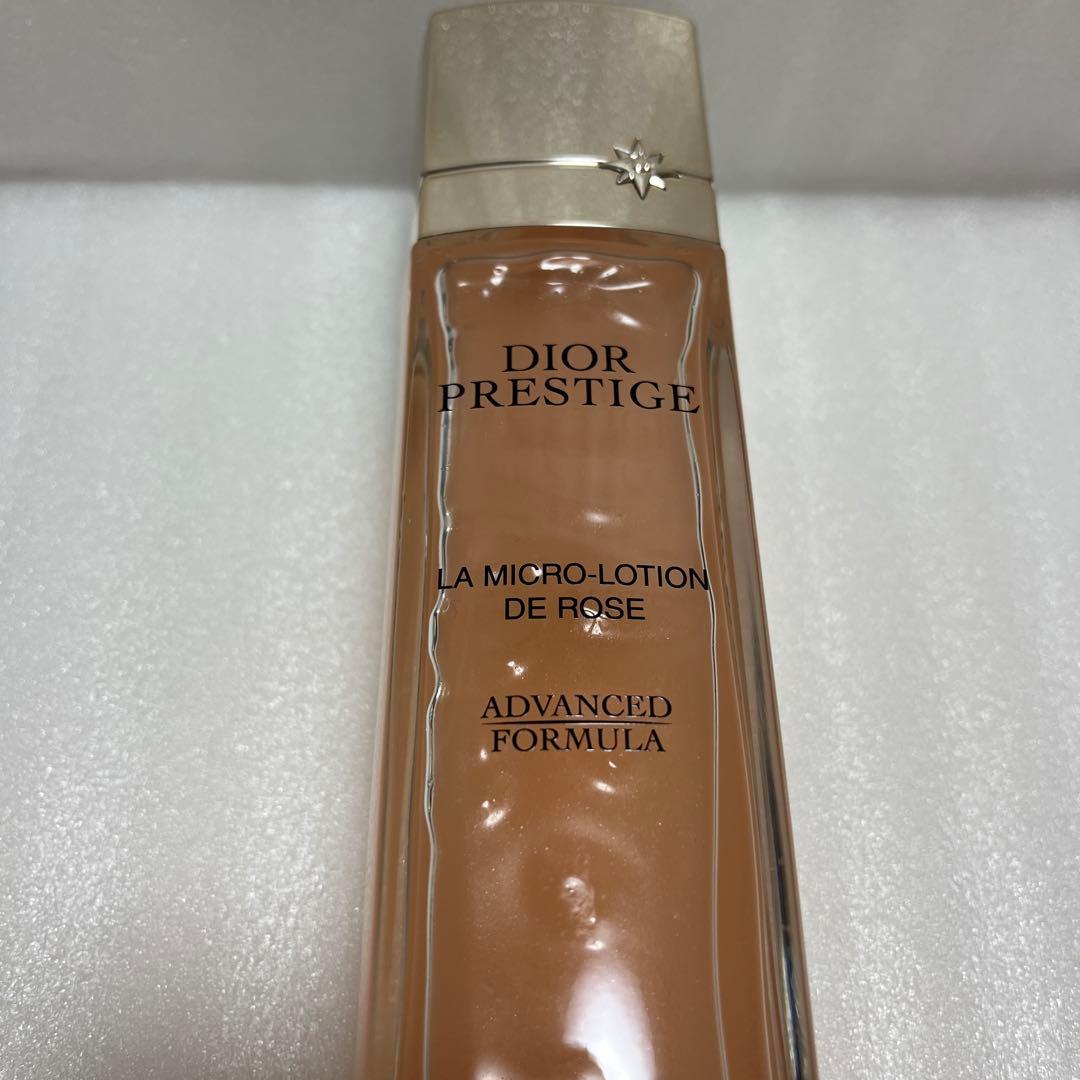 DIOR
PRESTIGE
LA MICRO-LOTION
DE ROSE
ADVANCED
FORMULA